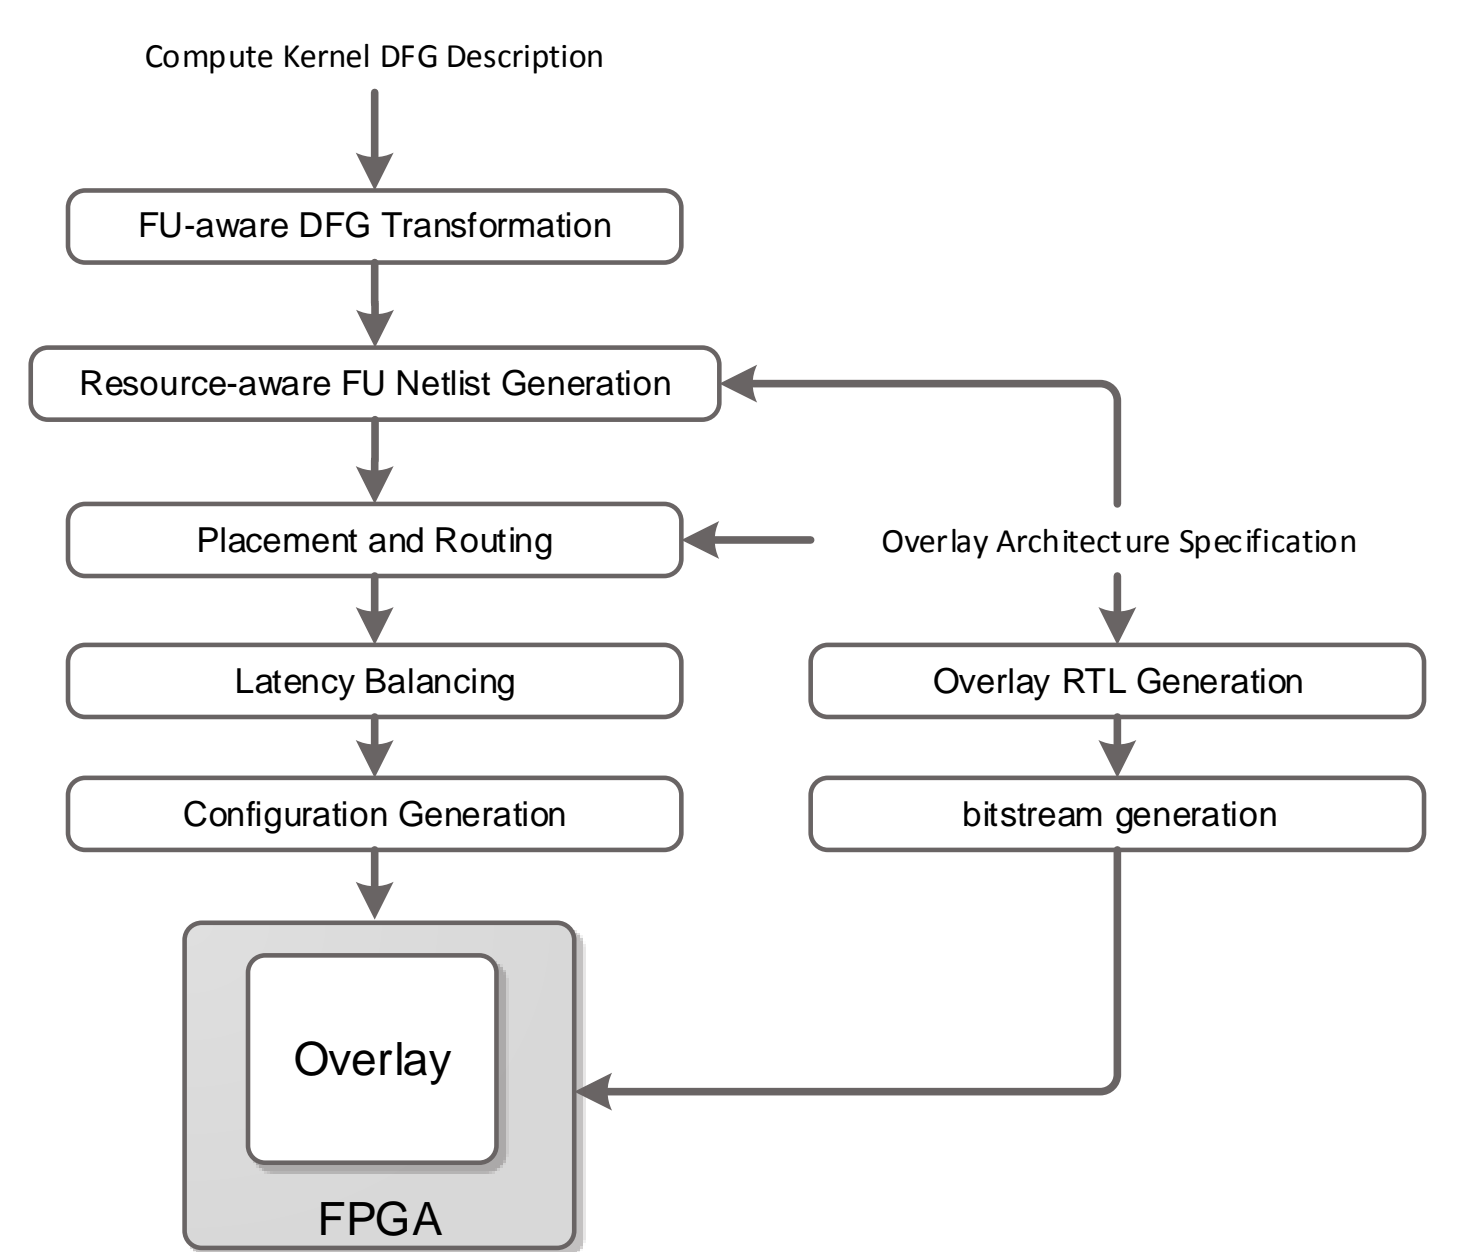 Compute Kernel DFG Description
FU-aware DFG Transformation
Resource-aware FU Netlist Generation
Placement and Routing
Overlay Architecture Specification
Latency Balancing
Overlay RTL Generation
Configuration Generation
bitstream generation
Overlay
FPGA